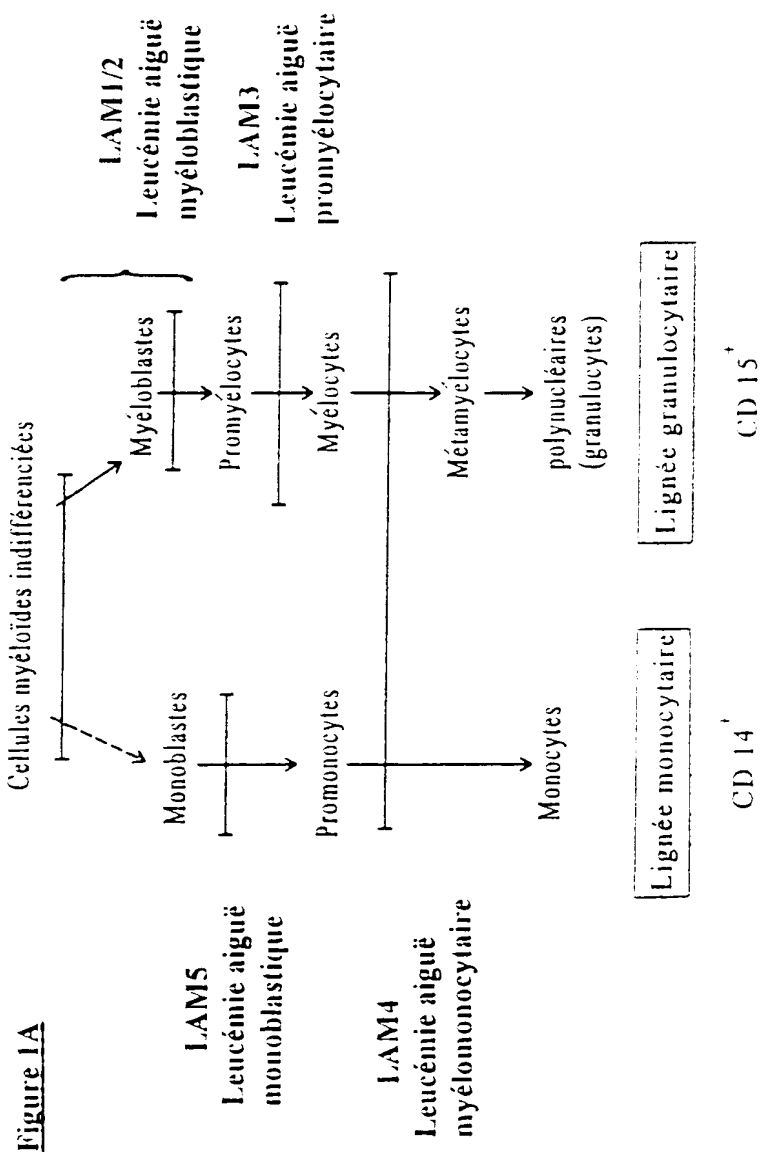 Figure 1A
Cellules myéloïdes indifférenciées
LAM5
Leucémie aiguë
monoblastique
Monoblastes
Myéloblastes
LAM1/2
Leucémie aiguë
myéloblastique
Promyélocytes
LAM3
Leucémie aiguë
promyélocytaire
LAM4
Leucémie aiguë
myélomonocytaire
Promonocytes
Myélocytes
Métamyélocytes
Monocytes
polynucléaires
(granulocytes)
Lignée monocytaire
Lignée granulocytaire
CD 14+
CD 15+